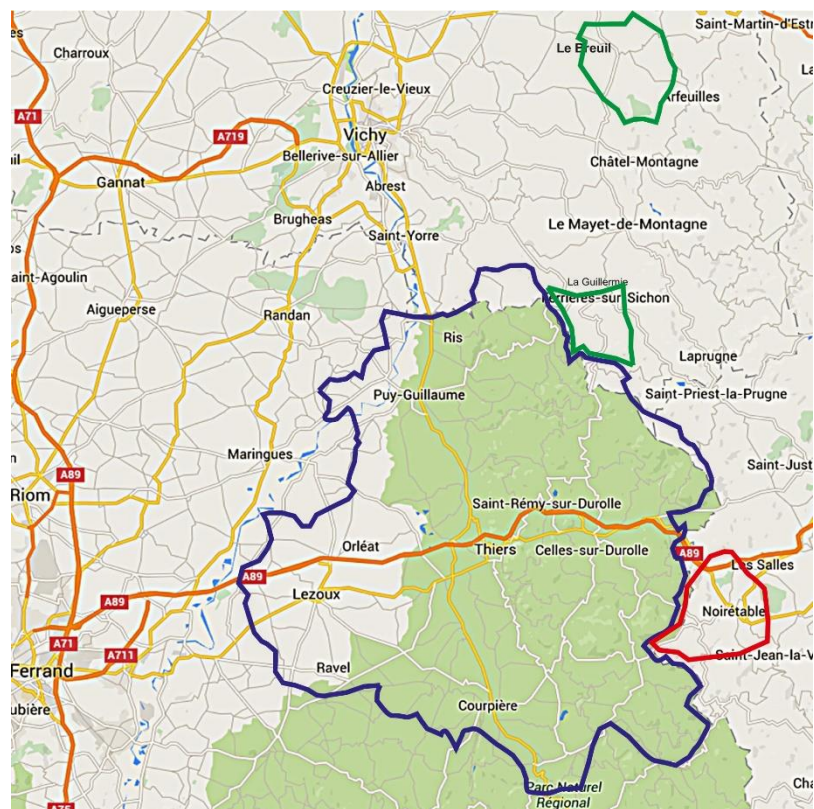 Saint-Martin-d'Estr
Le Breuil
Charroux
Creuzier-le-Vieux
Arfeuilles
A71
A719
Vichy
Bellerive-sur-Allier
Châtel-Montagne
Gannat
Abrest
Brugheas
Le Mayet-de-Montagne
Saint-Yorre
aint-Agoulin
La Guillermie
Ferrières-sur-Sichon
Aigueperse
Randan
Ris
Laprugne
Puy-Guillaume
Saint-Priest-la-Prugne
Maringues
A89
Saint-Just
Riom
Saint-Rémy-sur-Durolle
Orléat
Thiers
Celles-sur-Durolle
A89
Les Salles
A89
Lezoux
A89
Noirétable
A71
A711
Ferrand
Ravel
Saint-Jean-la-V
ubière
Courpière
Parc Naturel
Régional
Cha
A75